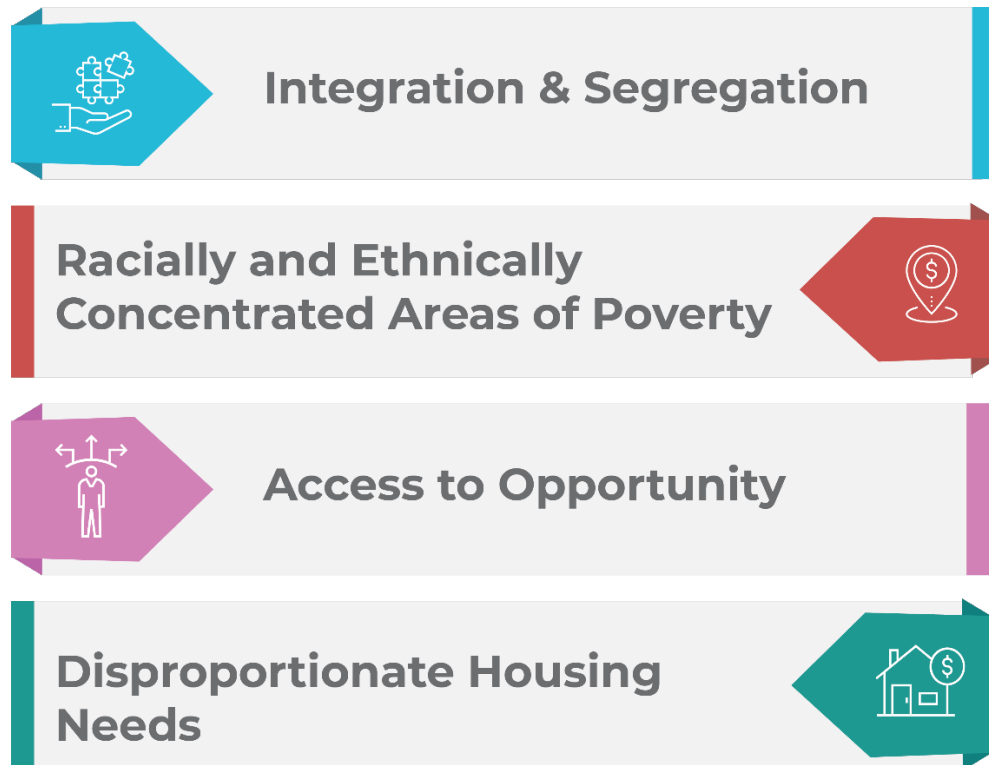 Integration & Segregation
Racially and Ethnically
Concentrated Areas of Poverty
$
Access to Opportunity
Disproportionate Housing
Needs
$